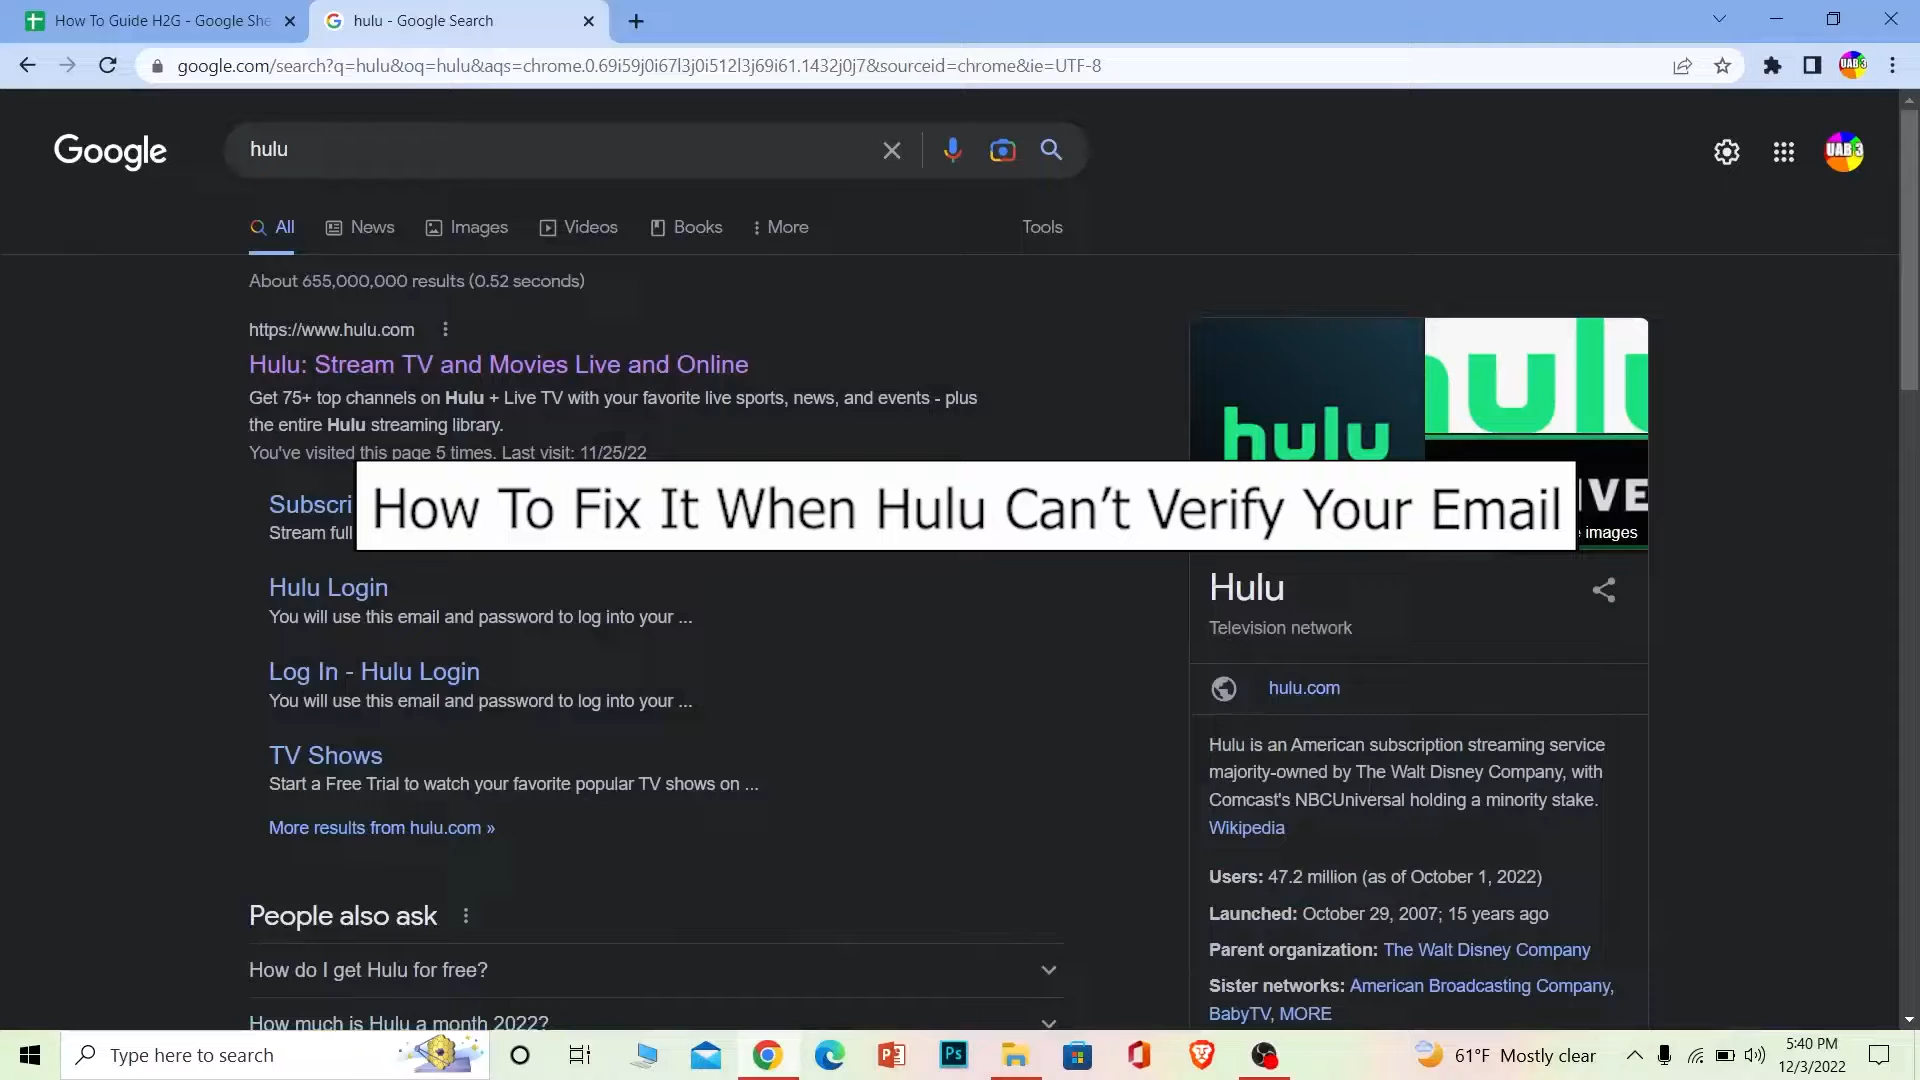 How To Guide H2G - Google She
hulu - Google Search
google.com/search?q=hulu&oq=hulu&aqs=chrome.0.69i59j0i67l3j0i512l3j69i61.1432j0j7&sourceid=chrome&ie=UTF-8
UAB 3
Google
hulu
UAB 3
All
News
Images
Videos
Books
More
Tools
About 655,000,000 results (0.52 seconds)
https://www.hulu.com
Hulu: Stream TV and Movies Live and Online
Get 75+ top channels on Hulu + Live TV with your favorite live sports, news, and events - plus
the entire Hulu streaming library.
You've visited this page 5 times. Last visit: 11/25/22
Subscri
Stream full
How To Fix It When Hulu Can't Verify Your Email
Hulu Login
You will use this email and password to log into your ...
Log In - Hulu Login
You will use this email and password to log into your ...
TV Shows
Start a Free Trial to watch your favorite popular TV shows on ...
More results from hulu.com »
People also ask
How do I get Hulu for free?
How much is Hulu a month 2022?
hulu
hulu
IVE
images
Hulu
Television network
hulu.com
Hulu is an American subscription streaming service
majority-owned by The Walt Disney Company, with
Comcast's NBCUniversal holding a minority stake.
Wikipedia
Users: 47.2 million (as of October 1, 2022)
Launched: October 29, 2007; 15 years ago
Parent organization: The Walt Disney Company
Sister networks: American Broadcasting Company,
BabyTV, MORE
Type here to search
Ps
61°F Mostly clear
5:40 PM
12/3/2022